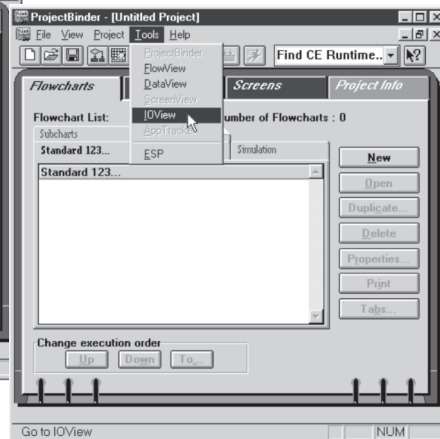 ProjectBinder - [Untitled Project]
File View Project Tools Help
Find CE Runtime..
ProjectBinder
FlowView
DataView
ScreenView
IOView
AppTracker
ESP
Flowcharts
Screens
Project Info
Flowchart List:
umber of Flowcharts : 0
Subcharts
Standard 123...
Simulation
Standard 123...
New
Open
Duplicate...
Delete
Properties...
Print
Tabs...
Change execution order
Up Down To...
Go to IOView
NUM